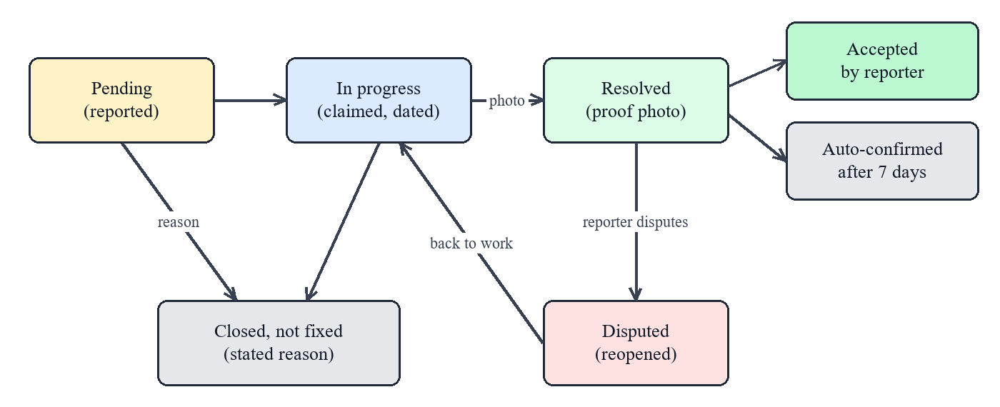 Pending
(reported)
In progress
(claimed, dated)
photo
Resolved
(proof photo)
Accepted
by reporter
Auto-confirmed
after 7 days
reason
back to work
reporter disputes
Closed, not fixed
(stated reason)
Disputed
(reopened)